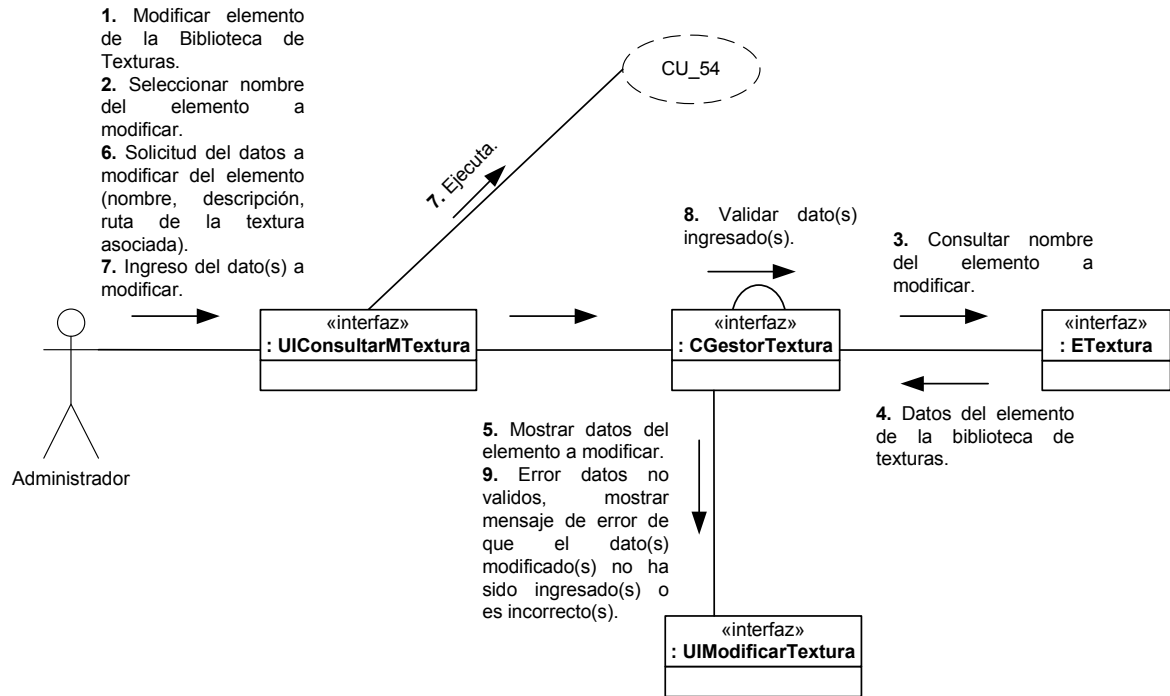 1. Modificar elemento
de la Biblioteca de
Texturas.
2. Seleccionar nombre
del elemento a
modificar.
6. Solicitud del datos a
modificar del elemento
(nombre, descripción,
ruta de la textura
asociada).
7. Ingreso del dato(s) a
modificar.
CU_54
7. Ejecuta.
8. Validar dato(s)
ingresado(s).
3. Consultar nombre
del elemento a
modificar.
«interfaz»
: UIConsultarMTextura
«interfaz»
: CGestorTextura
«interfaz»
: ETextura
Administrador
5. Mostrar datos del
elemento a modificar.
9. Error datos no
validos, mostrar
mensaje de error de
que el dato(s)
modificado(s) no ha
sido ingresado(s) o
es incorrecto(s).
4. Datos del elemento
de la biblioteca de
texturas.
«interfaz»
: UIModificarTextura